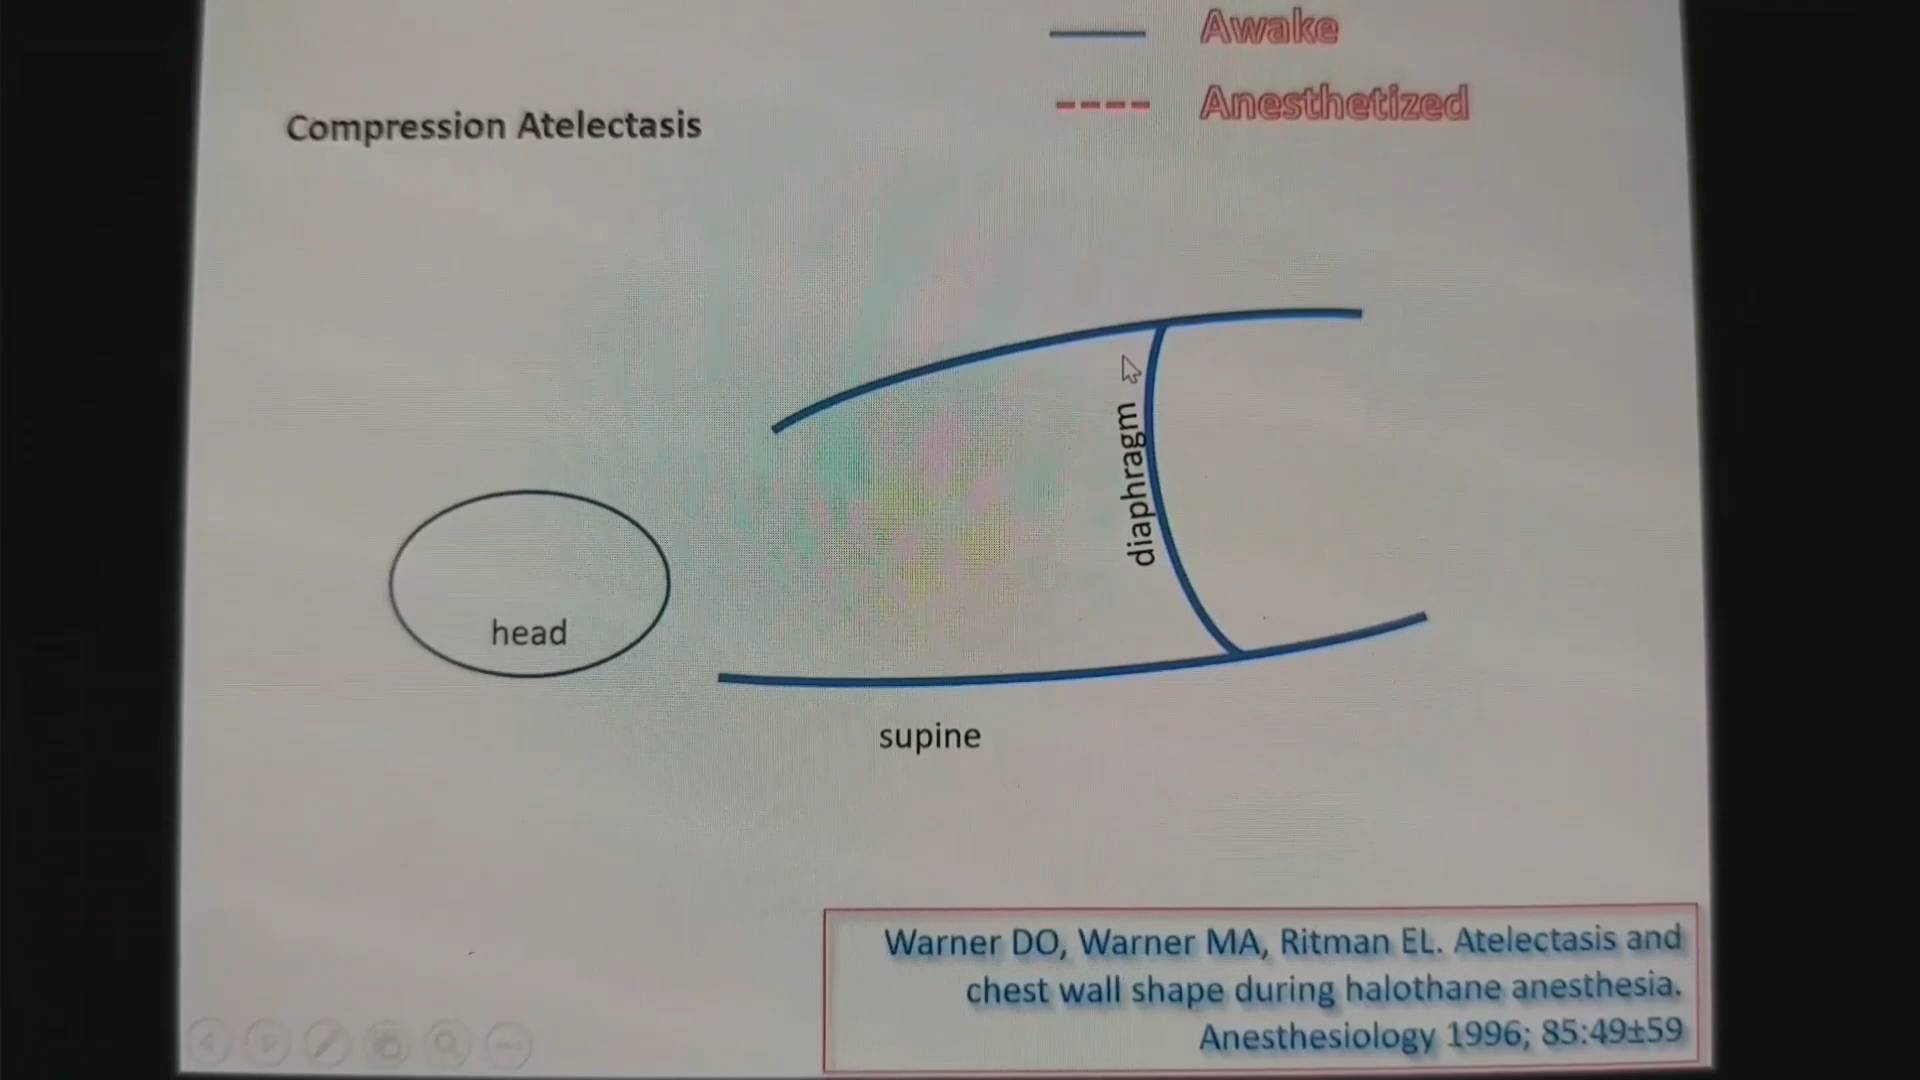 Awake
Anesthetized
Compression Atelectasis
diaphragm
head
supine
Warner DO, Warner MA, Ritman EL. Atelectasis and
chest wall shape during halothane anesthesia.
Anesthesiology 1996; 85:49±59